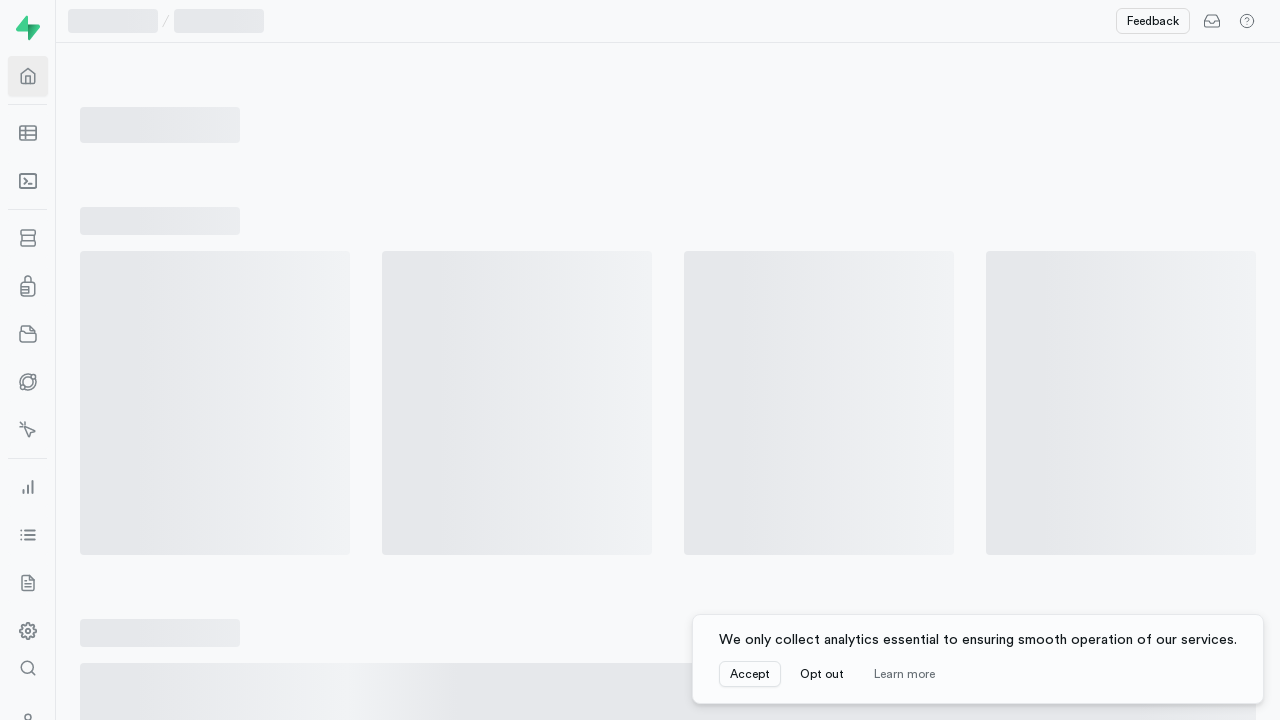 Feedback
We only collect analytics essential to ensuring smooth operation of our services.
Accept Opt out Learn more